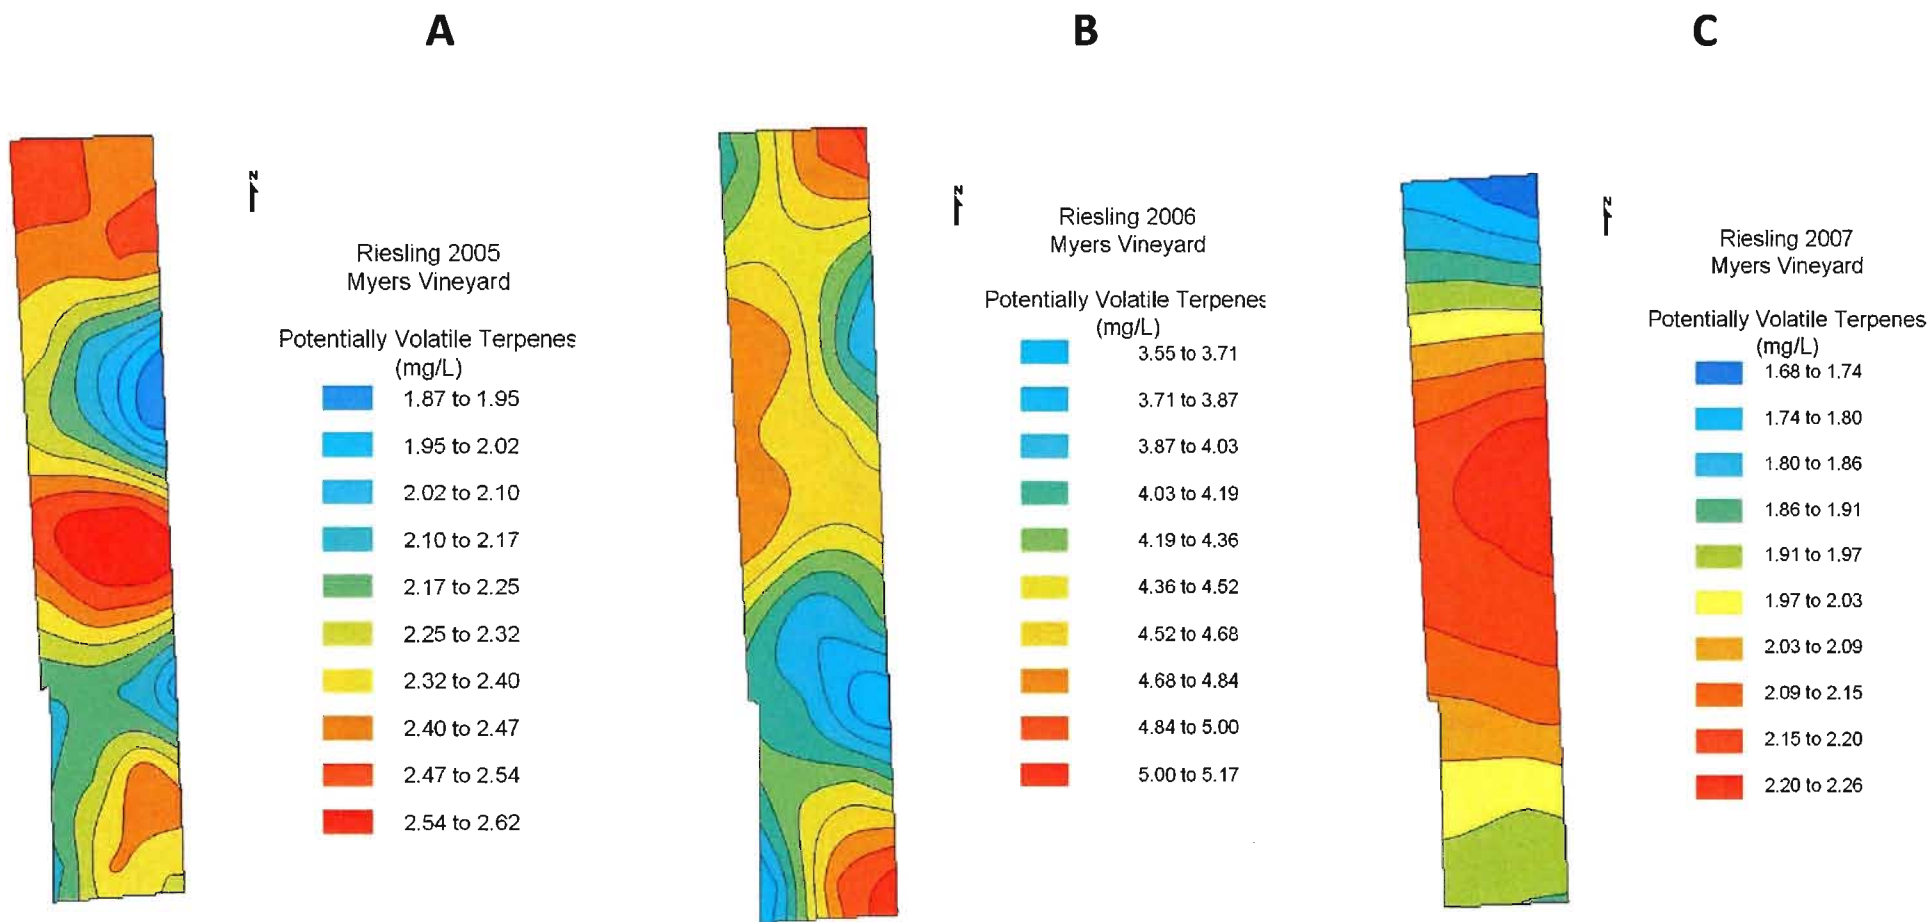 A
B
C
N
Riesling 2005
Myers Vineyard
Potentially Volatile Terpenes
(mg/L)
1.87 to 1.95
1.95 to 2.02
2.02 to 2.10
2.10 to 2.17
2.17 to 2.25
2.25 to 2.32
2.32 to 2.40
2.40 to 2.47
2.47 to 2.54
2.54 to 2.62
N
Riesling 2006
Myers Vineyard
Potentially Volatile Terpenes
(mg/L)
3.55 to 3.71
3.71 to 3.87
3.87 to 4.03
4.03 to 4.19
4.19 to 4.36
4.36 to 4.52
4.52 to 4.68
4.68 to 4.84
4.84 to 5.00
5.00 to 5.17
N
Riesling 2007
Myers Vineyard
Potentially Volatile Terpenes
(mg/L)
1.68 to 1.74
1.74 to 1.80
1.80 to 1.86
1.86 to 1.91
1.91 to 1.97
1.97 to 2.03
2.03 to 2.09
2.09 to 2.15
2.15 to 2.20
2.20 to 2.26